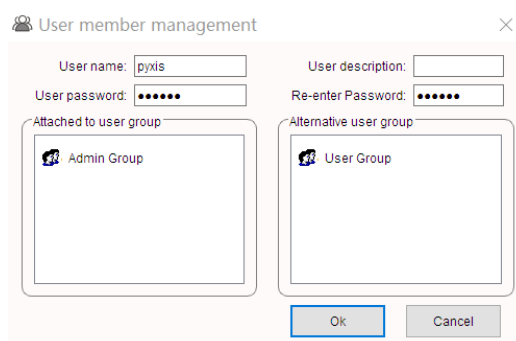 User member management
User name: pyxis
User description:
User password: ●●●●●●
Re-enter Password: ●●●●●●
Attached to user group
Alternative user group
Admin Group
User Group
Ok
Cancel